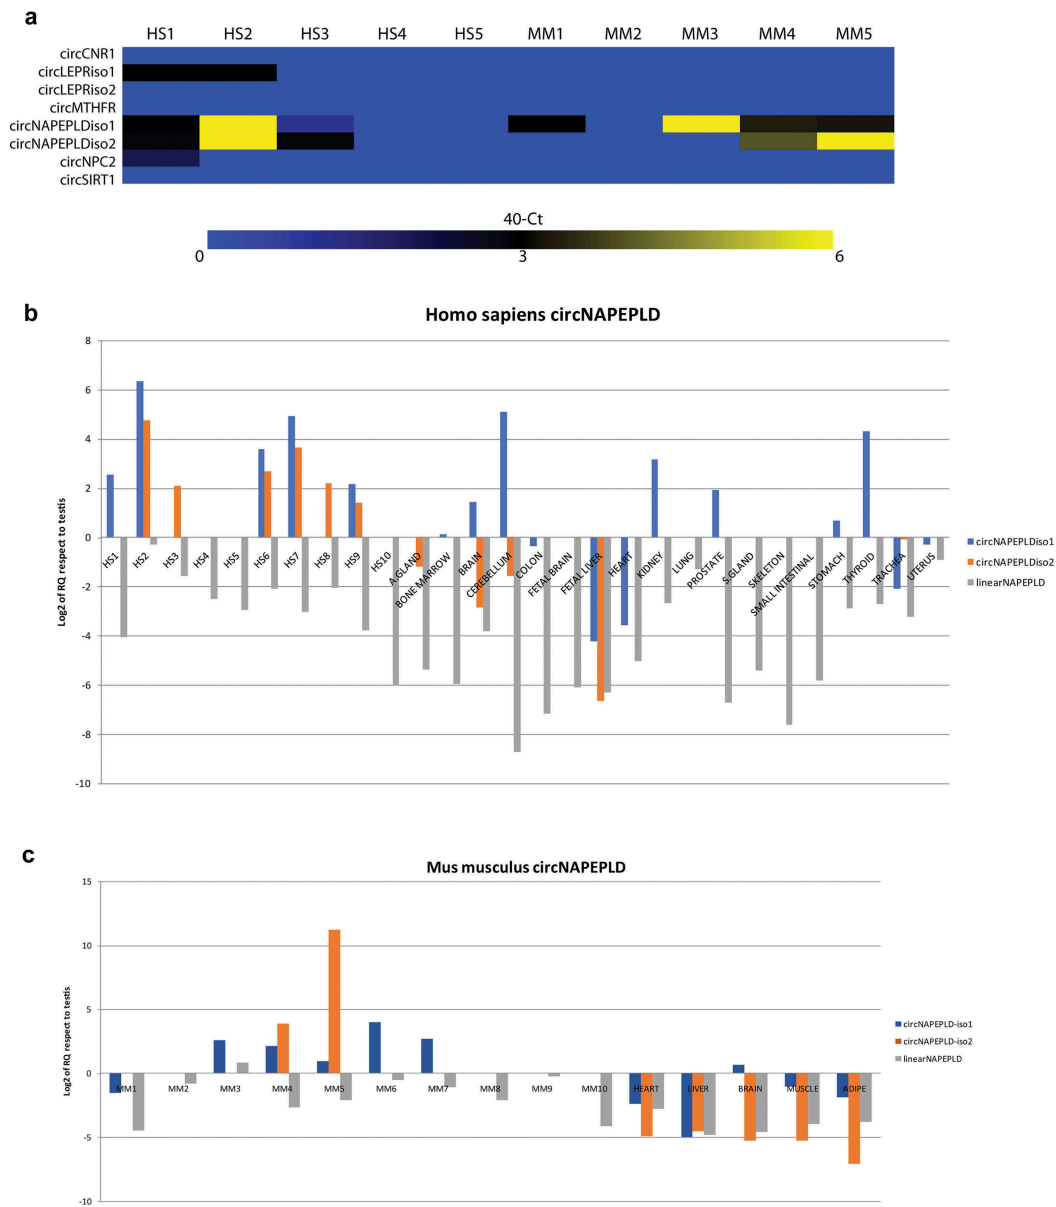 a
HS1 HS2 HS3 HS4 HS5 MM1 MM2 MM3 MM4 MM5
circCNR1
circLEPRiso1
circLEPRiso2
circMTHFR
circNAPEPLDiso1
circNAPEPLDiso2
circNPC2
circSIRT1
40-Ct
0 3 6
b
Homo sapiens circNAPEPLD
Log2 of RQ respect to testis
8
6
4
2
0
-2
-4
-6
-8
-10
HS1 HS2 HS3 HS4 HS5 HS6 HS7 HS8 HS9 HS10 A.GLAND BONE MARROW BRAIN CEREBELLUM COLON FETAL BRAIN FETAL LIVER HEART KIDNEY LUNG PROSTATE S.GLAND SKELETON SMALL INTESTINAL STOMACH THYROID TRACHEA UTERUS
circNAPEPLDiso1
circNAPEPLDiso2
linearNAPEPLD
c
Mus musculus circNAPEPLD
Log2 of RQ respect to testis
15
10
5
0
-5
-10
MM1 MM2 MM3 MM4 MM5 MM6 MM7 MM8 MM9 MM10 HEART LIVER BRAIN MUSCLE ADIPE
circNAPEPLD-iso1
circNAPEPLD-iso2
linearNAPEPLD